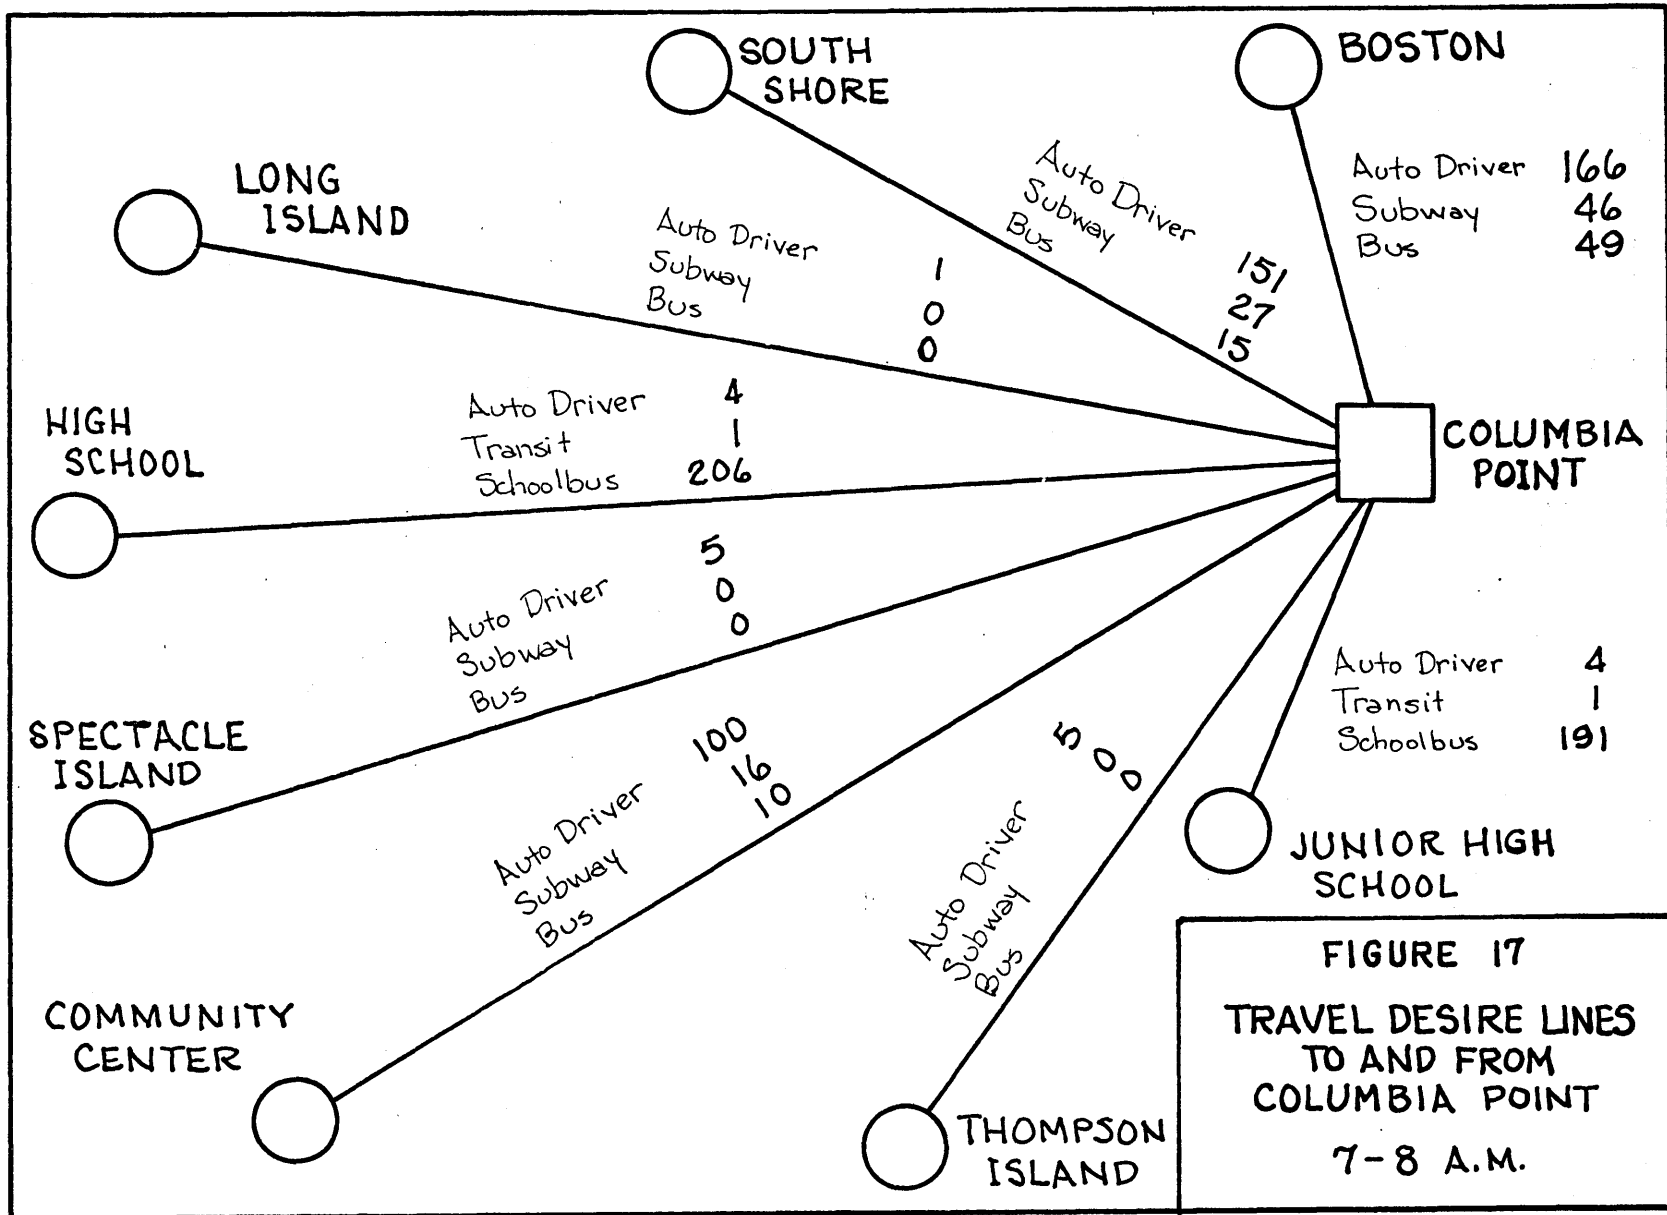 SOUTH
SHORE
BOSTON
Auto Driver 166
Subway 46
Bus 49
Auto Driver 151
Subway 27
Bus 15
LONG
ISLAND
Auto Driver 1
Subway 0
Bus 0
HIGH
SCHOOL
Auto Driver 4
Transit 1
Schoolbus 206
COLUMBIA
POINT
SPECTACLE
ISLAND
Auto Driver 5
Subway 0
Bus 0
COMMUNITY
CENTER
Auto Driver 100
Subway 16
Bus 10
THOMPSON
ISLAND
Auto Driver 5
Subway 0
Bus 0
Auto Driver 4
Transit 1
Schoolbus 191
JUNIOR HIGH
SCHOOL
FIGURE 17
TRAVEL DESIRE LINES
TO AND FROM
COLUMBIA POINT
7-8 A.M.